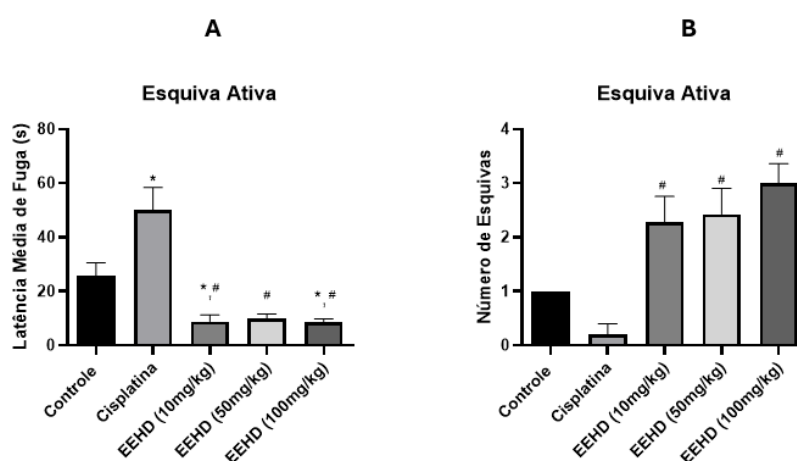 A
Esquiva Ativa
Latência Média de Fuga (s)
80
60
40
20
0
*
*,#
#
*,#
Controle
Cisplatina
EEHD (10mg/kg)
EEHD (50mg/kg)
EEHD (100mg/kg)
B
Esquiva Ativa
Número de Esquivas
4
3
2
1
0
#
#
#
Controle
Cisplatina
EEHD (10mg/kg)
EEHD (50mg/kg)
EEHD (100mg/kg)